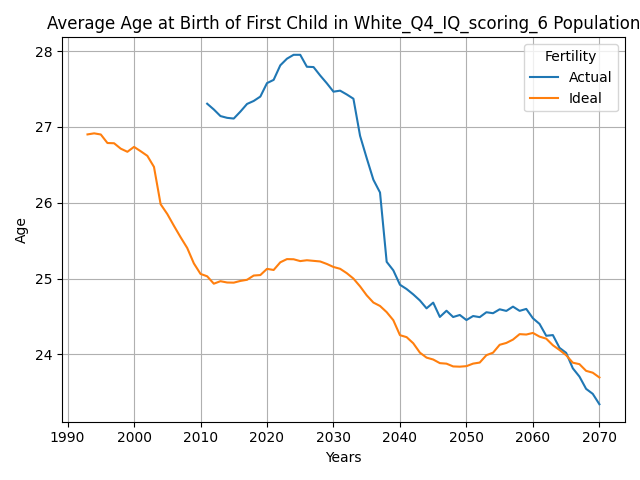 Average Age at Birth of First Child in White_Q4_IQ_scoring_6 Population
Fertility
Actual
Ideal
Age
28
27
26
25
24
1990 2000 2010 2020 2030 2040 2050 2060 2070
Years